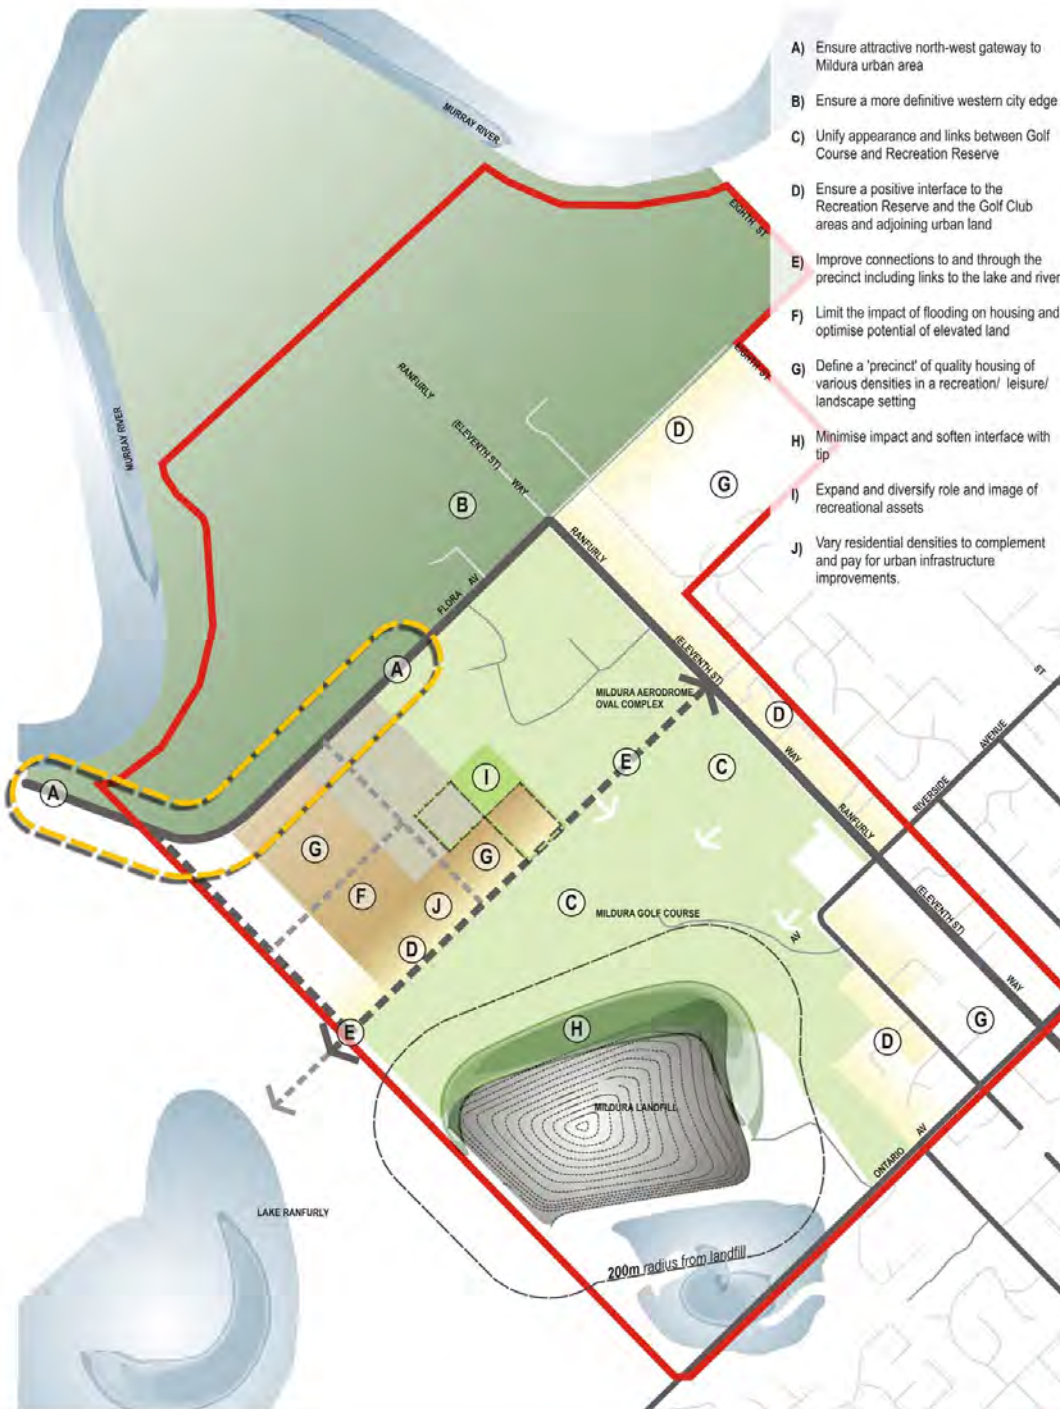 A) Ensure attractive north-west gateway to
Mildura urban area
B) Ensure a more definitive western city edge
C) Unify appearance and links between Golf
Course and Recreation Reserve
D) Ensure a positive interface to the
Recreation Reserve and the Golf Club
areas and adjoining urban land
E) Improve connections to and through the
precinct including links to the lake and river
F) Limit the impact of flooding on housing and
optimise potential of elevated land
G) Define a 'precinct' of quality housing of
various densities in a recreation/ leisure/
landscape setting
H) Minimise impact and soften interface with
tip
I) Expand and diversify role and image of
recreational assets
J) Vary residential densities to complement
and pay for urban infrastructure
improvements.
MURRAY RIVER
EIGHTH ST
EIGHTH ST
MURRAY RIVER
RANFURLY
(ELEVENTH ST)
WAY
D
G
B
RANFURLY
FLORA AV
(ELEVENTH ST)
A
ST
MILDURA AERODROME
OVAL COMPLEX
D
WAY
AVENUE
E
C
I
A
RIVERSIDE
RANFURLY
G
G
F
J
C
MILDURA GOLF COURSE
(ELEVENTH ST)
AV
D
WAY
E
H
G
D
MILDURA LANDFILL
AV
ONTARIO
LAKE RANFURLY
200m radius from landfill